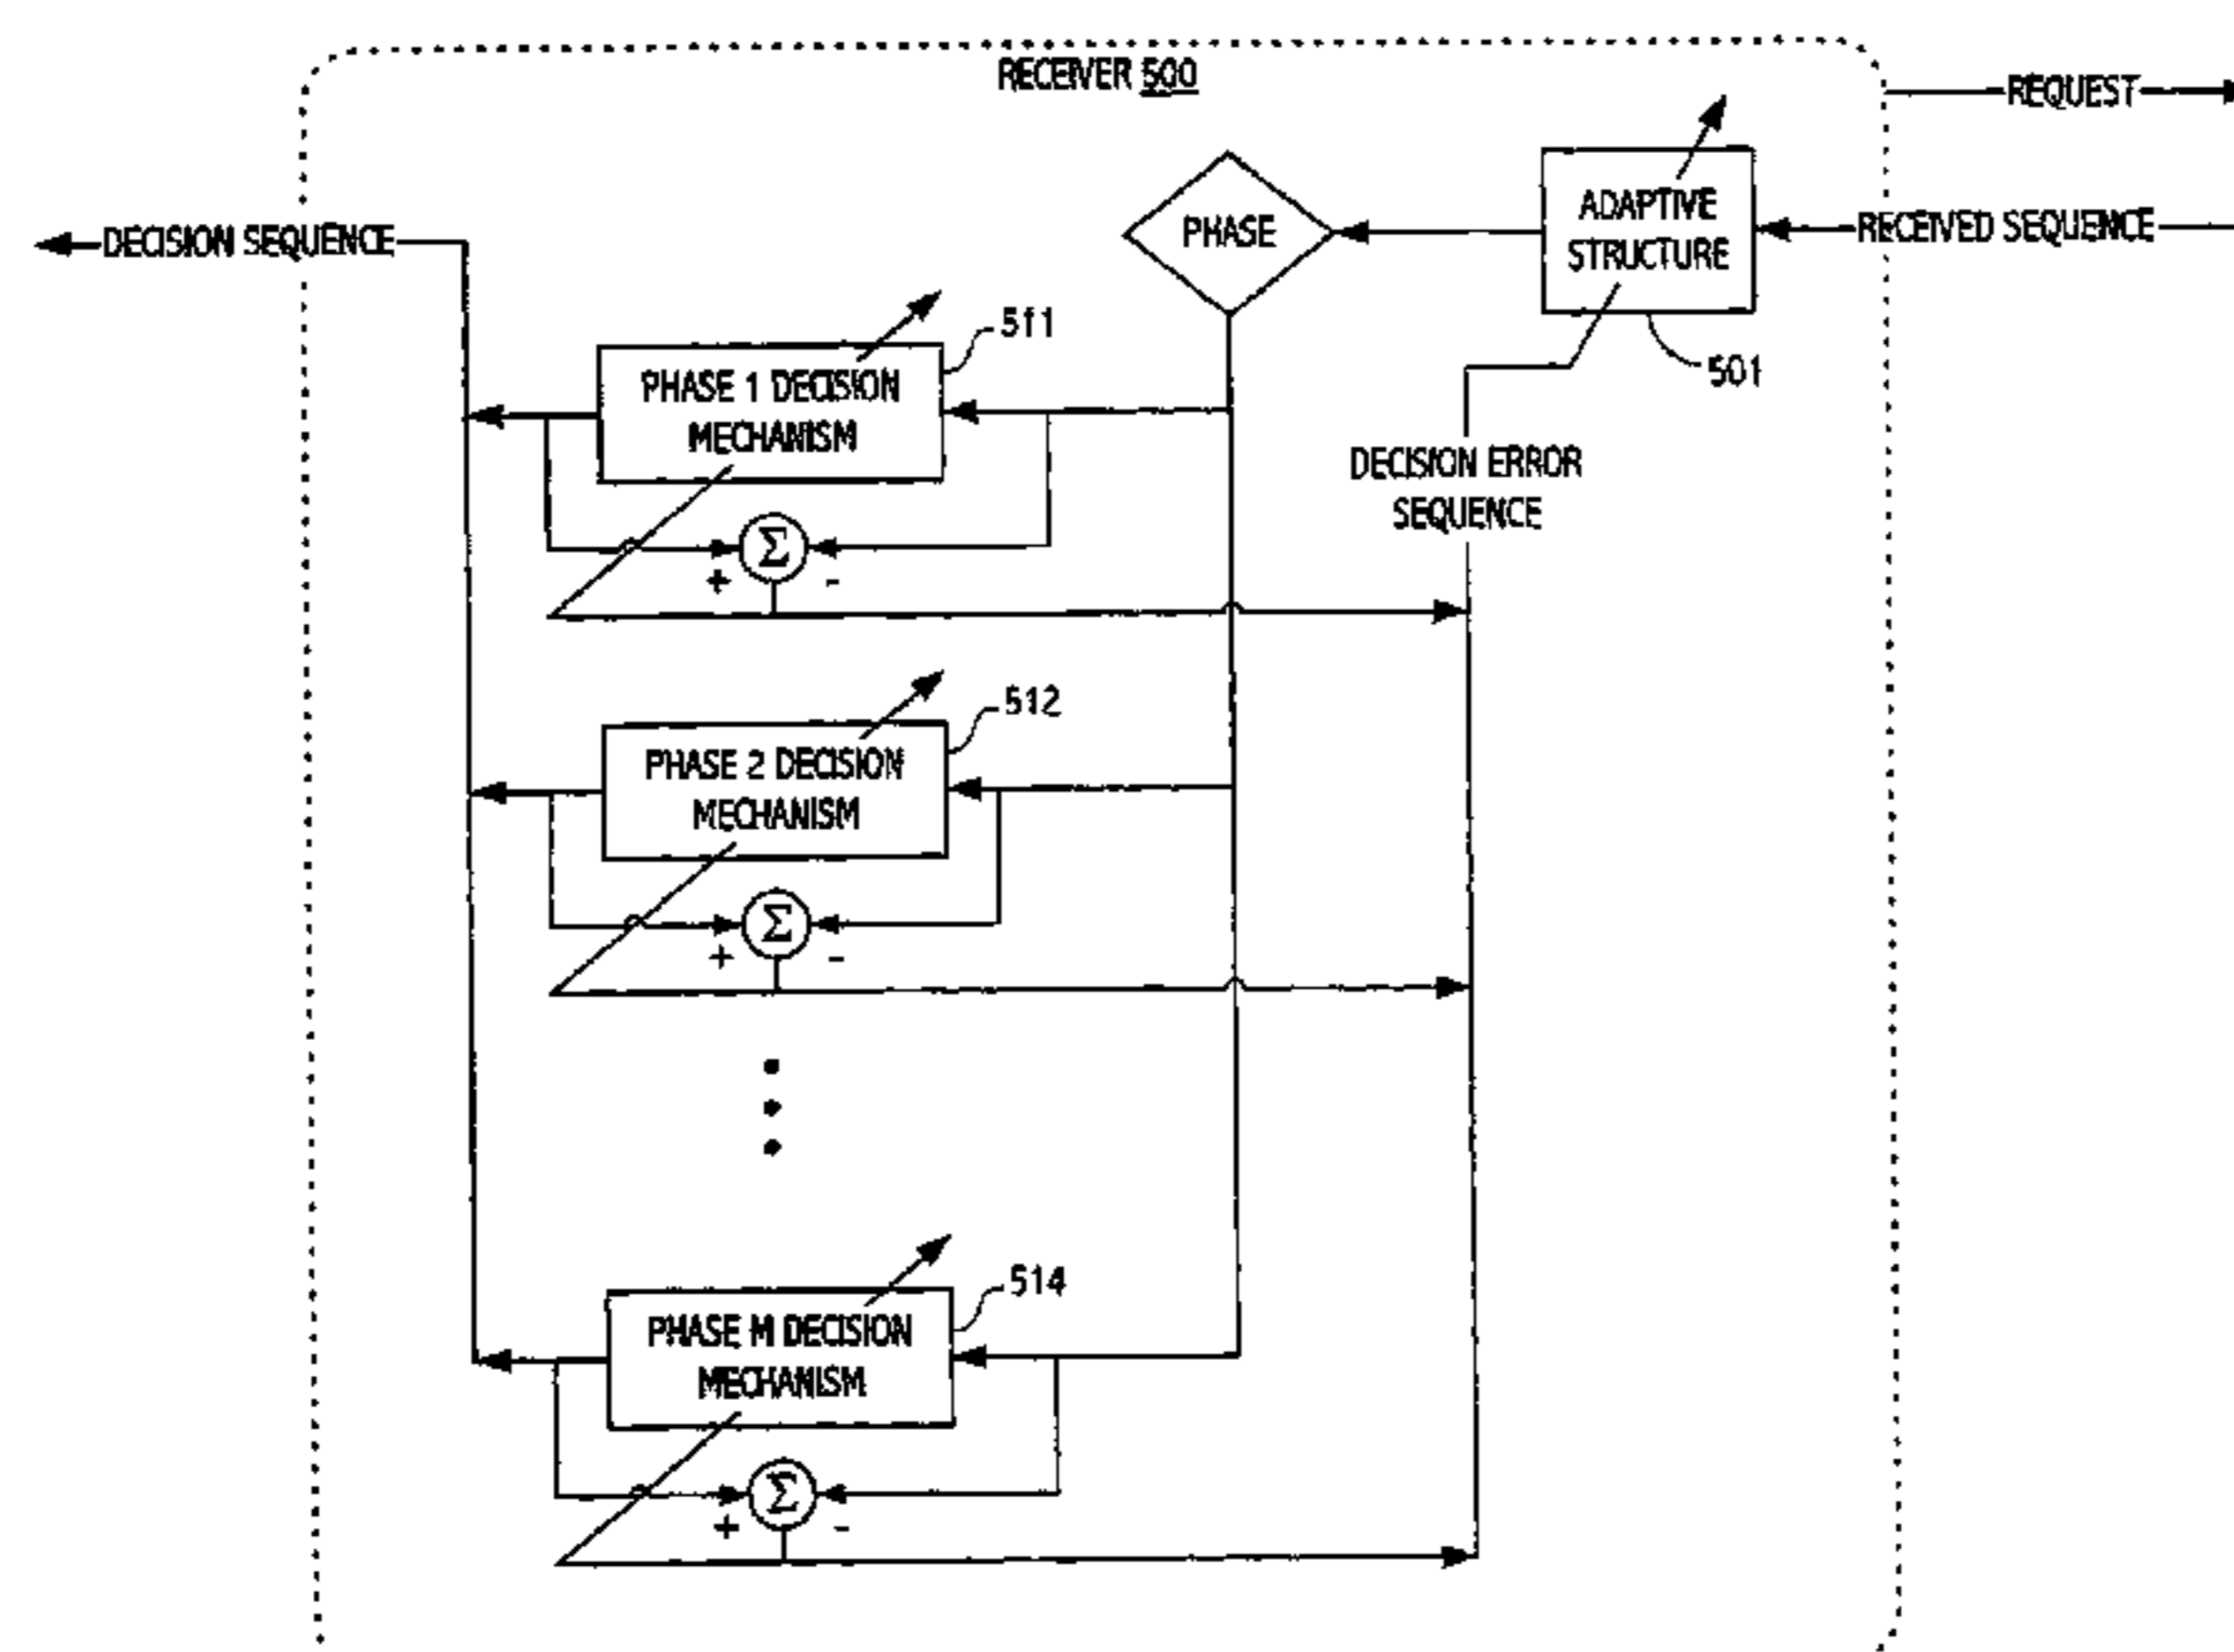 RECEIVER 500
REQUEST
ADAPTIVE
STRUCTURE
PHASE
RECEIVED SEQUENCE
DECISION SEQUENCE
501
511
PHASE 1 DECISION
MECHANISM
DECISION ERROR
SEQUENCE
Σ
+ -
512
PHASE 2 DECISION
MECHANISM
Σ
+ -
514
PHASE M DECISION
MECHANISM
Σ
+ -